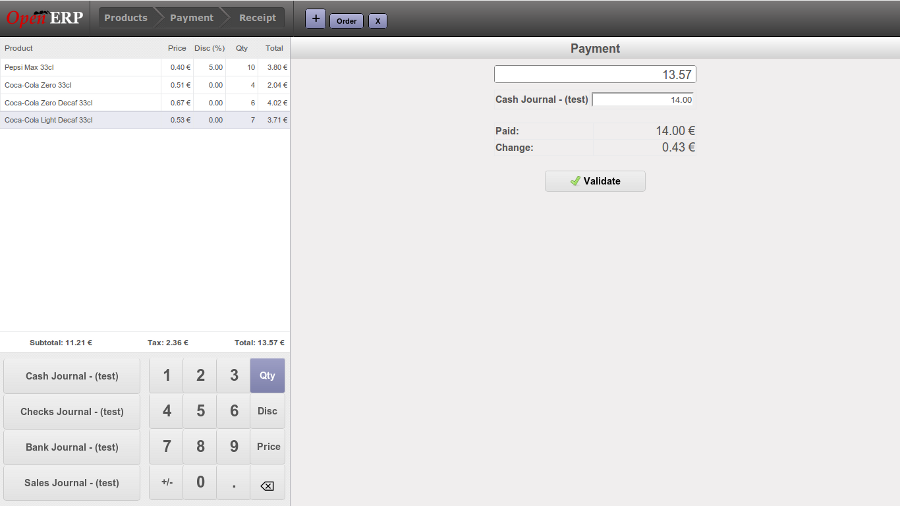 Open ERP Products Payment Receipt + Order X
Product Price Disc (%) Qty Total
Pepsi Max 33cl 0.40 € 5.00 10 3.80 €
Coca-Cola Zero 33cl 0.51 € 0.00 4 2.04 €
Coca-Cola Zero Decaf 33cl 0.67 € 0.00 6 4.02 €
Coca-Cola Light Decaf 33cl 0.53 € 0.00 7 3.71 €
Subtotal: 11.21 € Tax: 2.36 € Total: 13.57 €
Cash Journal - (test) 1 2 3 Qty
Checks Journal - (test) 4 5 6 Disc
Bank Journal - (test) 7 8 9 Price
Sales Journal - (test) +/- 0 .
Payment
13.57
Cash Journal - (test) 14.00
Paid: 14.00 €
Change: 0.43 €
Validate